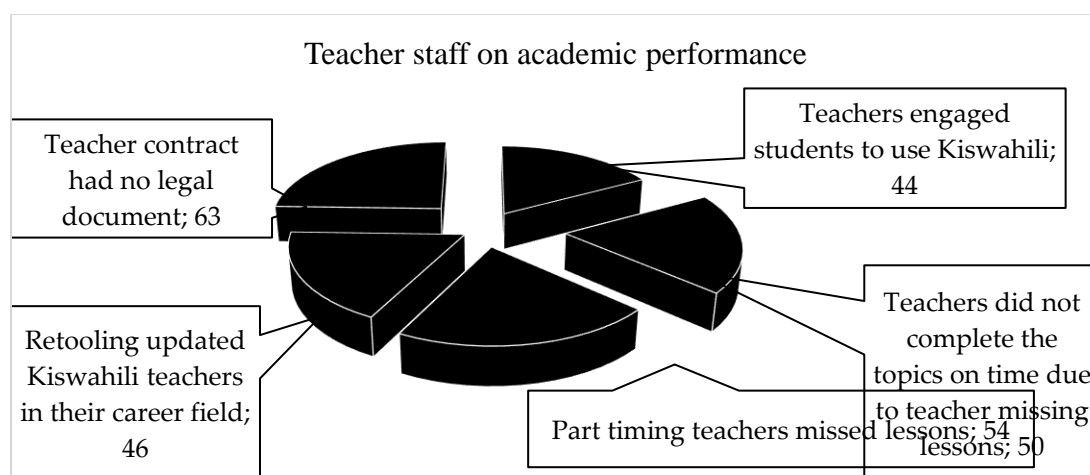 Teacher staff on academic performance
Teachers engaged
students to use Kiswahili;
44
Teacher contract
had no legal
document; 63
Teachers did not
complete the
topics on time due
to teacher missing
lessons; 50
Retooling updated
Kiswahili teachers
in their career field;
46
Part timing teachers missed lessons; 54